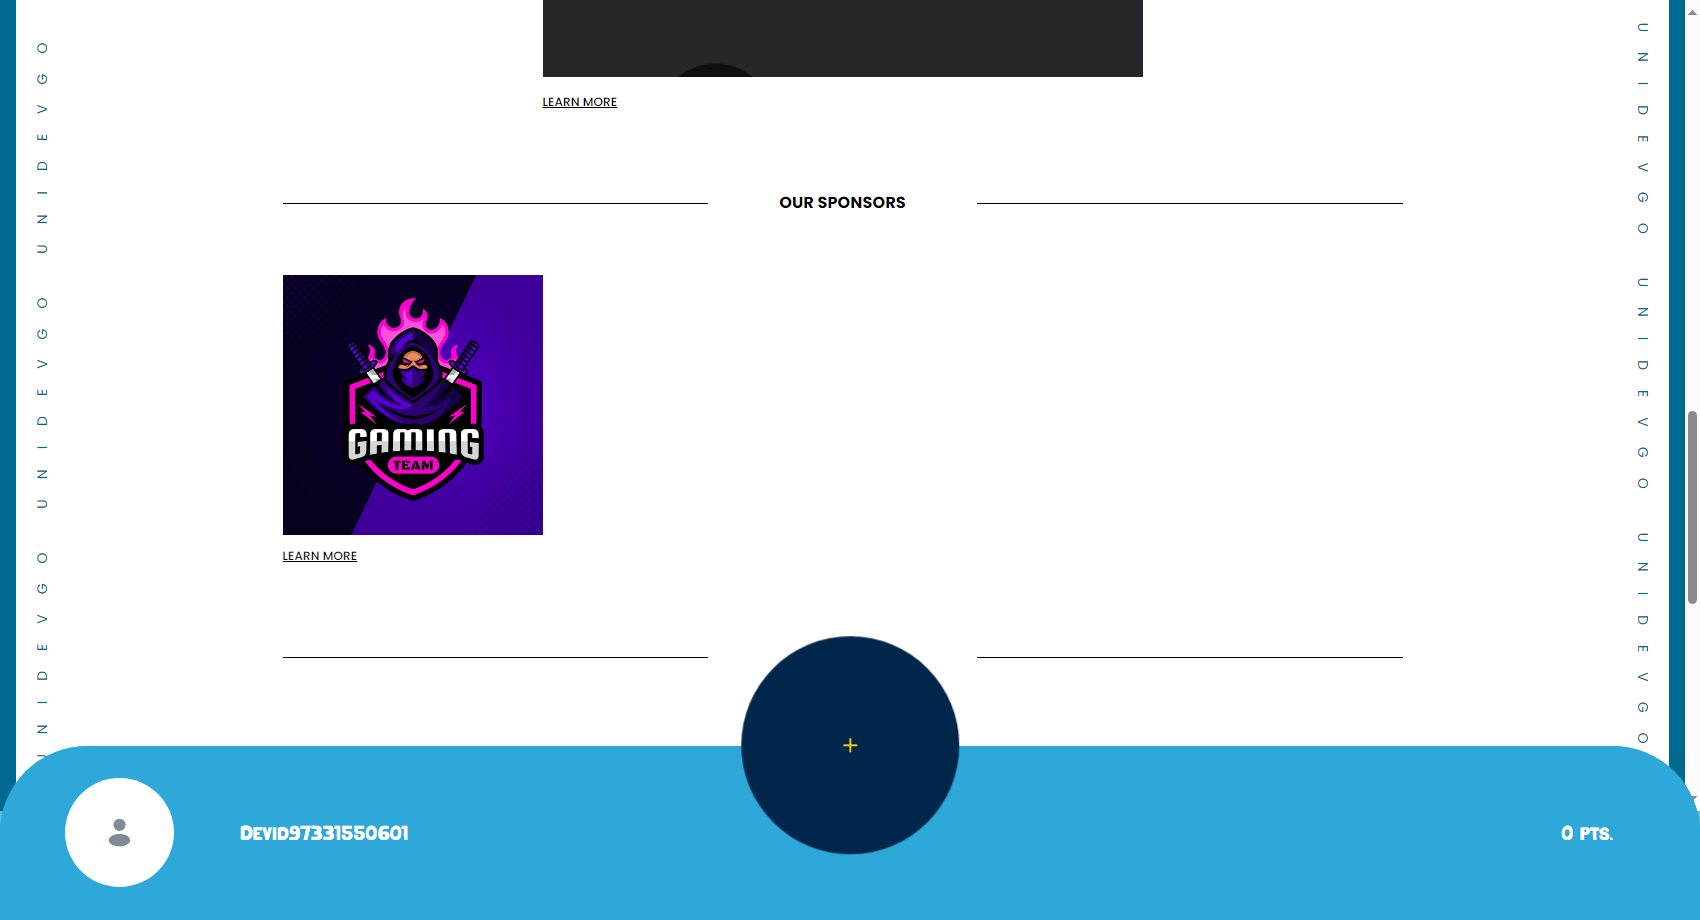 LEARN MORE
OUR SPONSORS
GAMING
TEAM
LEARN MORE
UNIDEVGO UNIDEVGO UNIDEVGO
UNIDEVGO UNIDEVGO UNIDEVGO
+
DEVID97331550601
0 PTS.